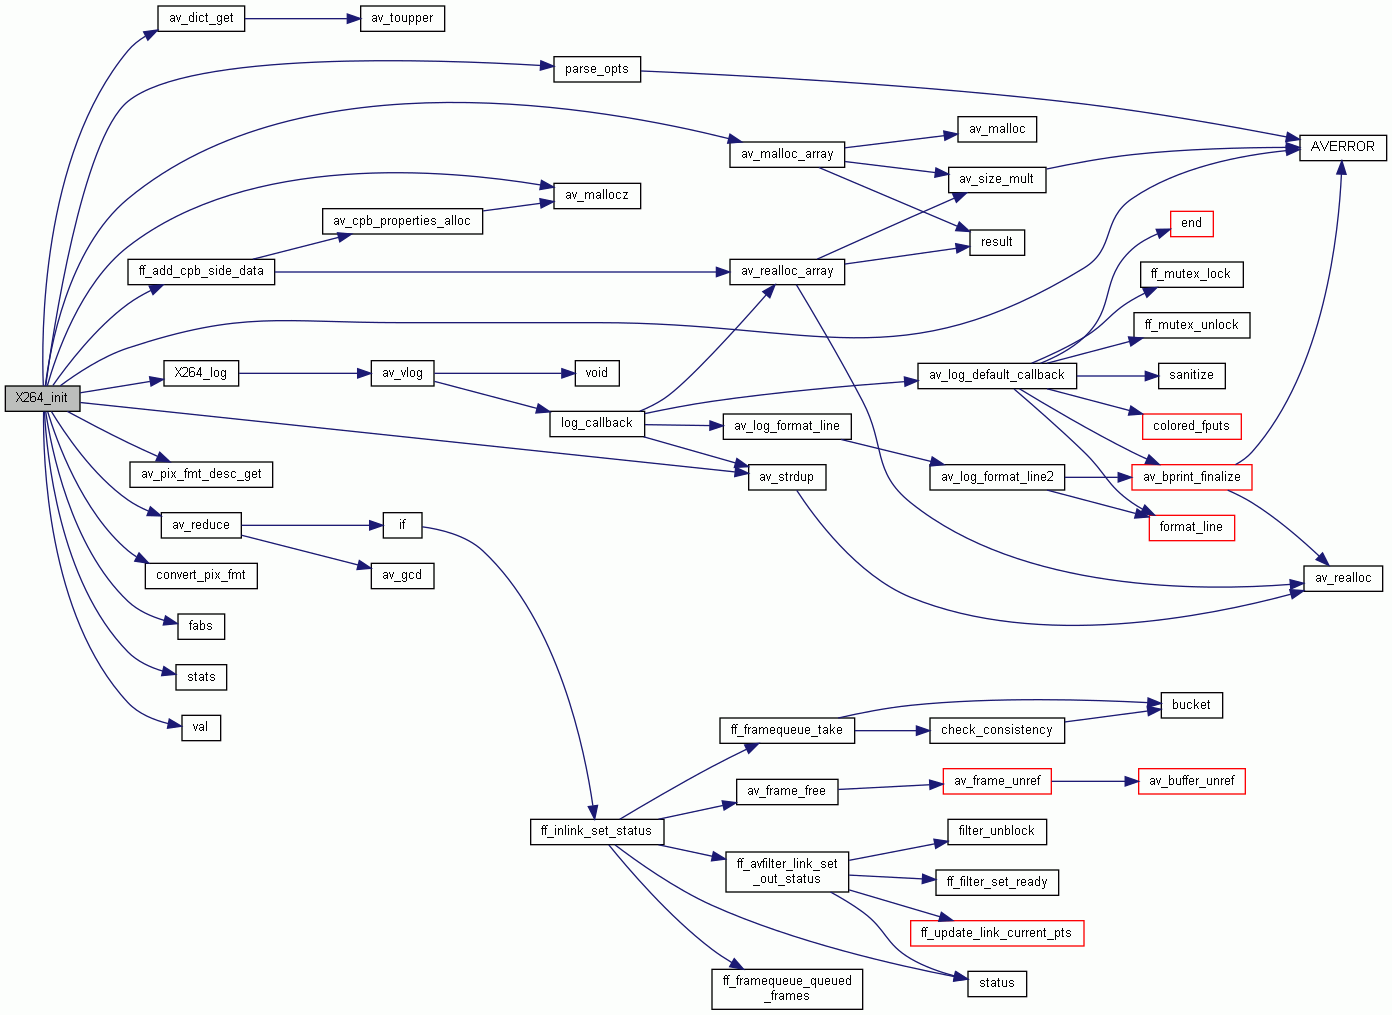 av_dict_get
av_toupper
parse_opts
av_malloc
AVERROR
av_malloc_array
av_size_mult
av_mallocz
av_cpb_properties_alloc
end
result
ff_add_cpb_side_data
av_realloc_array
ff_mutex_lock
ff_mutex_unlock
X264_log
av_vlog
void
av_log_default_callback
sanitize
X264_init
log_callback
av_log_format_line
colored_fputs
av_pix_fmt_desc_get
av_strdup
av_log_format_line2
av_bprint_finalize
av_reduce
if
format_line
convert_pix_fmt
av_gcd
av_realloc
fabs
stats
bucket
val
ff_framequeue_take
check_consistency
av_frame_free
av_frame_unref
av_buffer_unref
ff_inlink_set_status
filter_unblock
ff_avfilter_link_set
_out_status
ff_filter_set_ready
ff_update_link_current_pts
ff_framequeue_queued
_frames
status